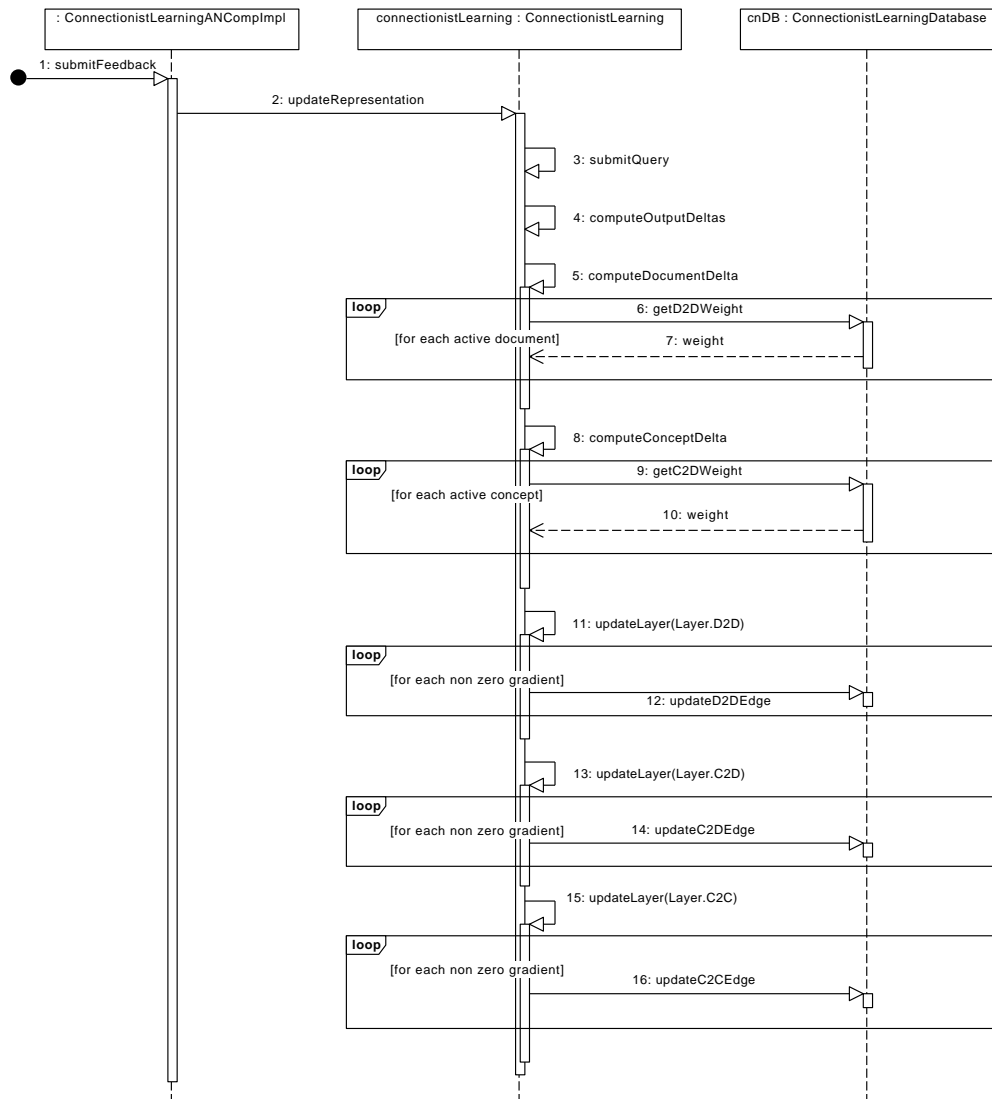 : ConnectionistLearningANCompImpl
connectionistLearning : ConnectionistLearning
cnDB : ConnectionistLearningDatabase
1: submitFeedback
2: updateRepresentation
3: submitQuery
4: computeOutputDeltas
5: computeDocumentDelta
loop
6: getD2DWeight
[for each active document]
7: weight
8: computeConceptDelta
loop
9: getC2DWeight
[for each active concept]
10: weight
11: updateLayer(Layer.D2D)
loop
[for each non zero gradient]
12: updateD2DEdge
13: updateLayer(Layer.C2D)
loop
[for each non zero gradient]
14: updateC2DEdge
15: updateLayer(Layer.C2C)
loop
[for each non zero gradient]
16: updateC2CEdge